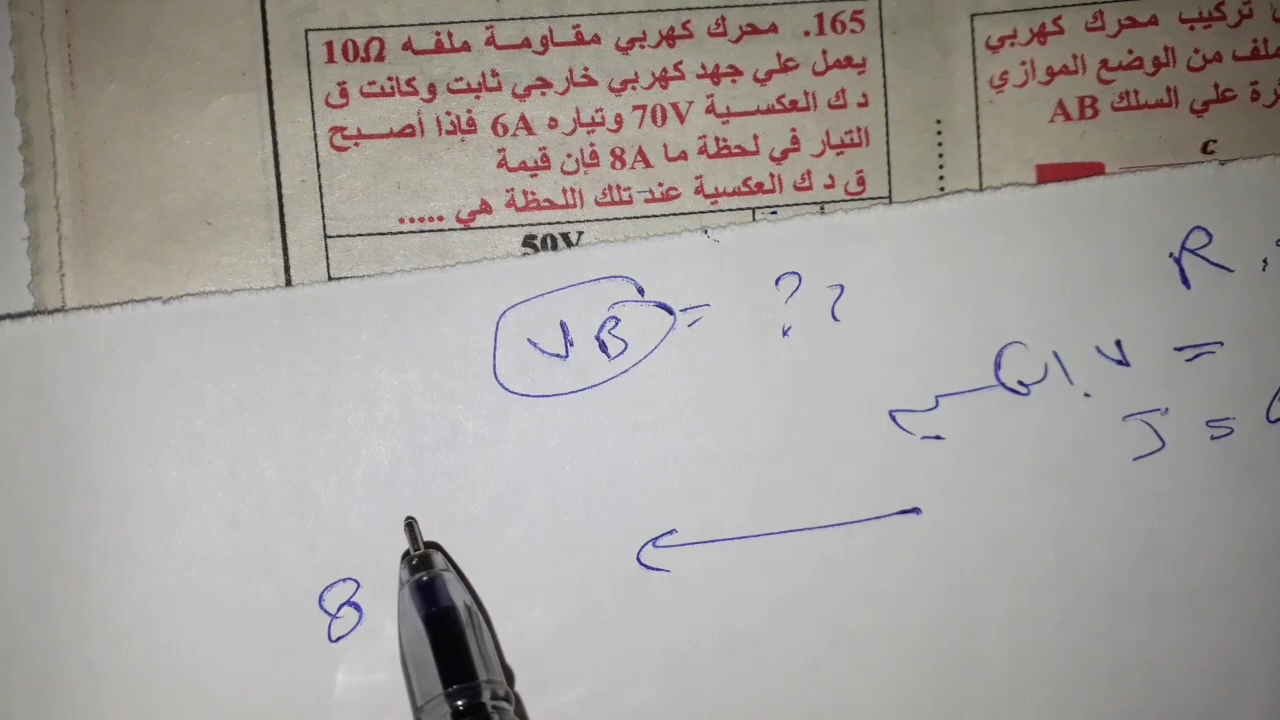 165. محرك كهربي مقاومة ملفه 10Ω
يعمل علي جهد كهربي خارجي ثابت وكانت ق
د ك العكسية 70V وتياره 6A فإذا أصبح
التيار في لحظة ما 8A فإن قيمة
ق د ك العكسية عند تلك اللحظة هي .....
50V
تركيب محرك كهربي
ملف من الوضع الموازي
علي السلك AB
c
VB = ??
R
V =
8